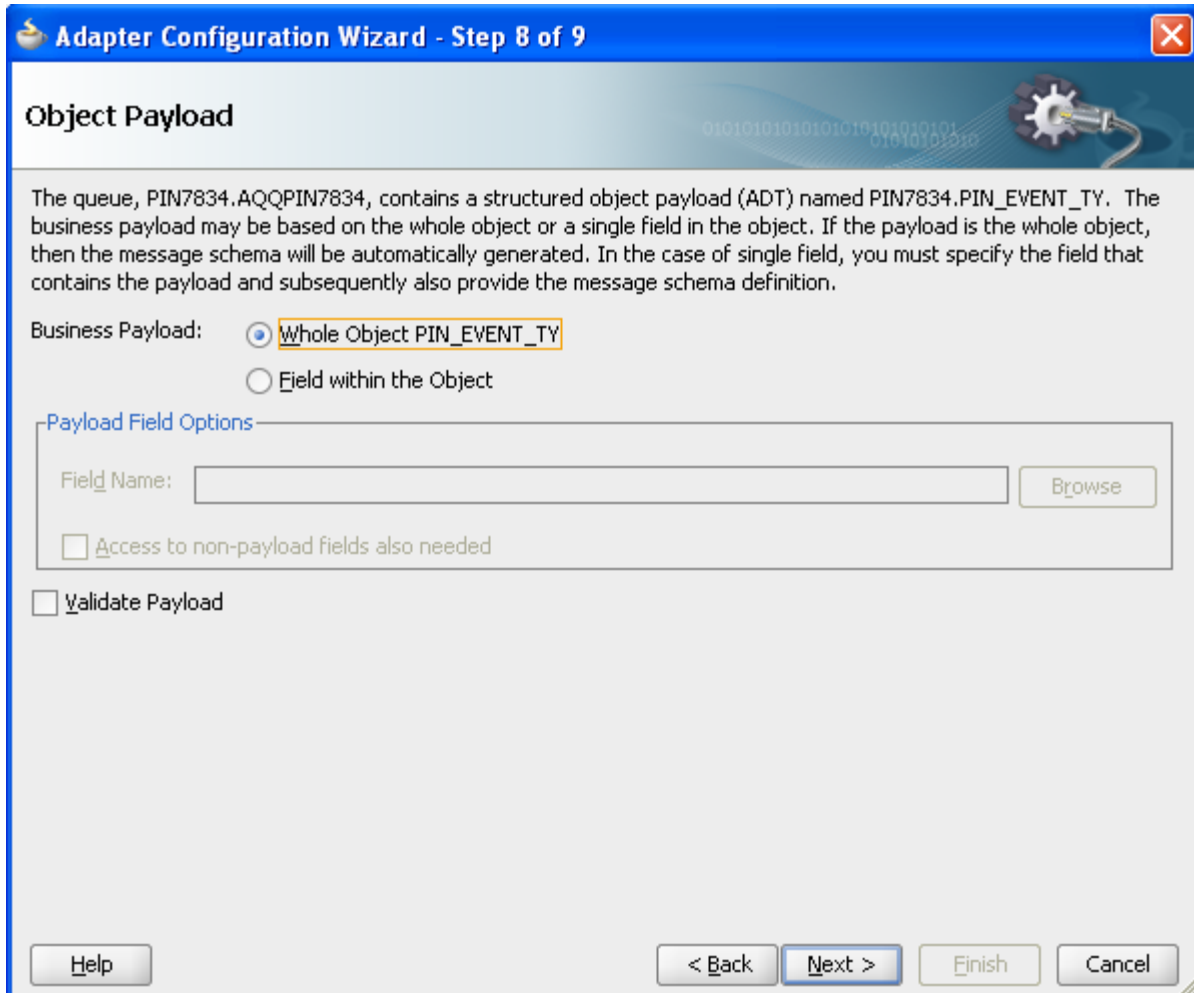 Adapter Configuration Wizard - Step 8 of 9
Object Payload
The queue, PIN7834.AQQPIN7834, contains a structured object payload (ADT) named PIN7834.PIN_EVENT_TY. The
business payload may be based on the whole object or a single field in the object. If the payload is the whole object,
then the message schema will be automatically generated. In the case of single field, you must specify the field that
contains the payload and subsequently also provide the message schema definition.
Business Payload: Whole Object PIN_EVENT_TY
Field within the Object
Payload Field Options
Field Name: Browse
Access to non-payload fields also needed
Validate Payload
Help < Back Next > Finish Cancel